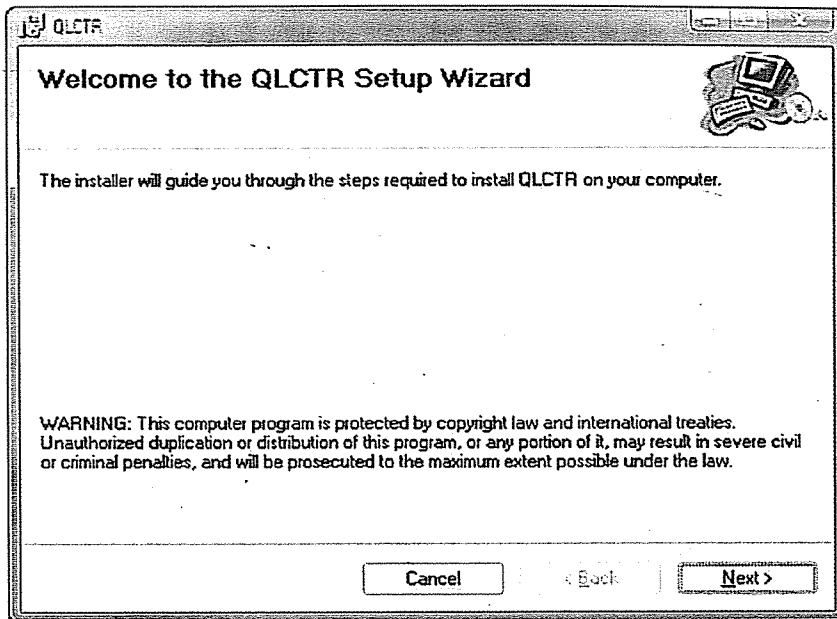 QLCTR
Welcome to the QLCTR Setup Wizard
The installer will guide you through the steps required to install QLCTR on your computer.
WARNING: This computer program is protected by copyright law and international treaties.
Unauthorized duplication or distribution of this program, or any portion of it, may result in severe civil
or criminal penalties, and will be prosecuted to the maximum extent possible under the law.
Cancel
< Back
Next >